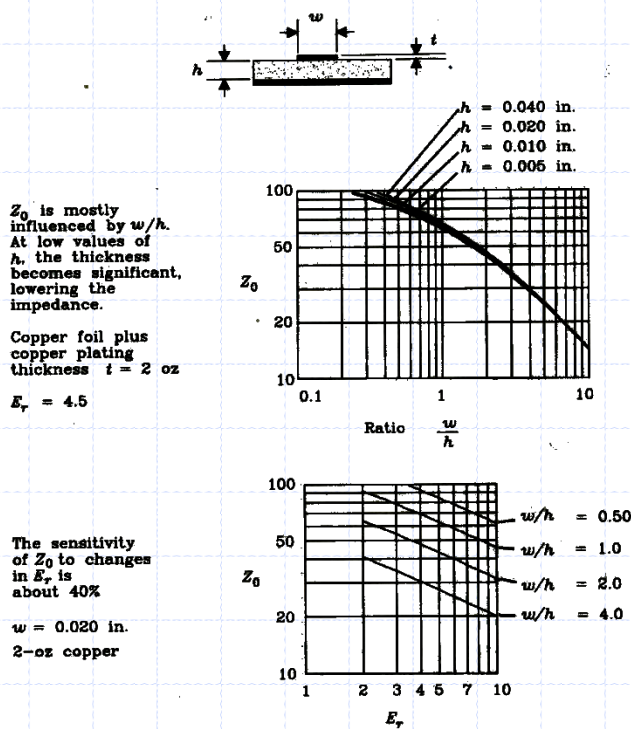 w
t
h
h = 0.040 in.
h = 0.020 in.
h = 0.010 in.
h = 0.005 in.
Z₀ is mostly
influenced by w/h.
At low values of
h, the thickness
becomes significant,
lowering the
impedance.
Copper foil plus
copper plating
thickness t = 2 oz
Eᵣ = 4.5
100
50
Z₀
20
10
0.1 1 10
Ratio w/h
The sensitivity
of Z₀ to changes
in Eᵣ is
about 40%
w = 0.020 in.
2-oz copper
100
50
Z₀
20
10
w/h = 0.50
w/h = 1.0
w/h = 2.0
w/h = 4.0
1 2 3 4 5 7 10
Eᵣ